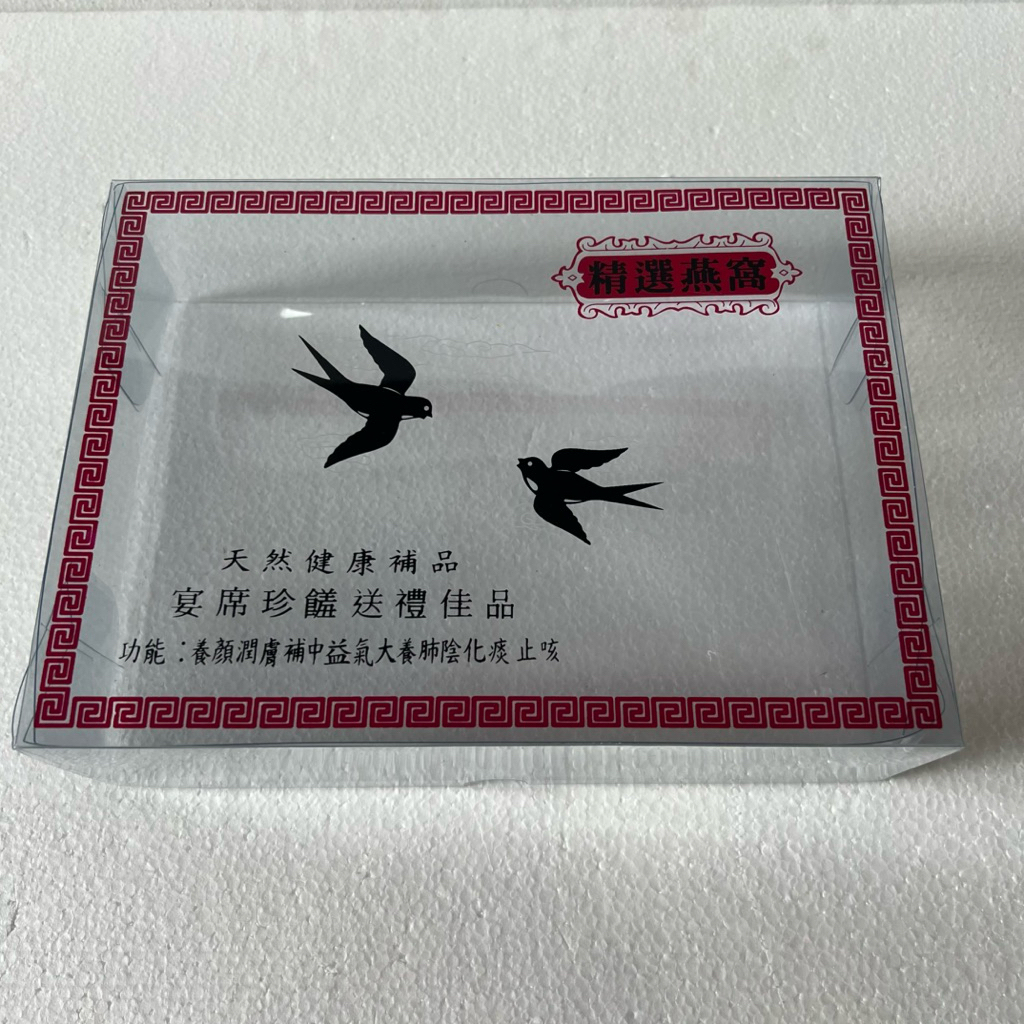 精選燕窩
天然健康補品
宴席珍饈送禮佳品
功能：養顏潤膚補中益氣大養肺陰化痰止咳